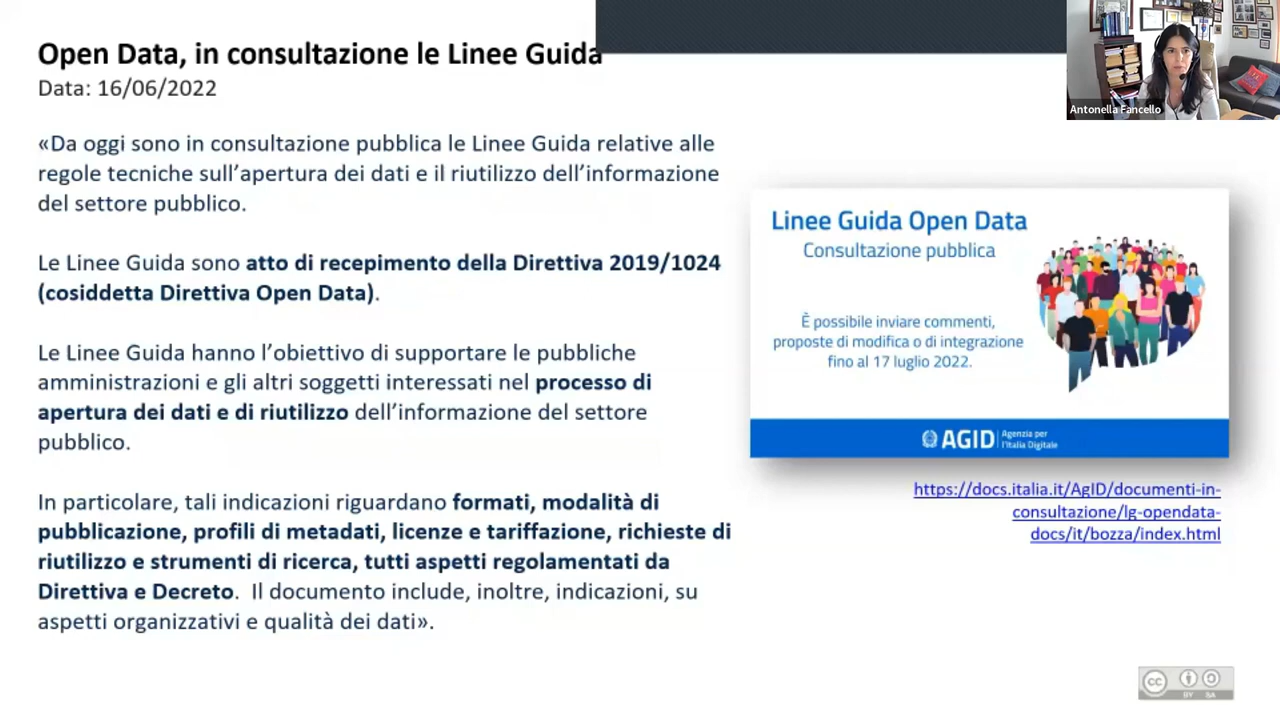 Open Data, in consultazione le Linee Guida
Data: 16/06/2022
«Da oggi sono in consultazione pubblica le Linee Guida relative alle
regole tecniche sull'apertura dei dati e il riutilizzo dell'informazione
del settore pubblico.
Le Linee Guida sono atto di recepimento della Direttiva 2019/1024
(cosiddetta Direttiva Open Data).
Le Linee Guida hanno l'obiettivo di supportare le pubbliche
amministrazioni e gli altri soggetti interessati nel processo di
apertura dei dati e di riutilizzo dell'informazione del settore
pubblico.
In particolare, tali indicazioni riguardano formati, modalità di
pubblicazione, profili di metadati, licenze e tariffazione, richieste di
riutilizzo e strumenti di ricerca, tutti aspetti regolamentati da
Direttiva e Decreto. Il documento include, inoltre, indicazioni, su
aspetti organizzativi e qualità dei dati».
Antonella Fancello
Linee Guida Open Data
Consultazione pubblica
È possibile inviare commenti,
proposte di modifica o di integrazione
fino al 17 luglio 2022.
AGID Agenzia per
l'Italia Digitale
https://docs.italia.it/AgID/documenti-in-
consultazione/lg-opendata-
docs/it/bozza/index.html
cc BY SA